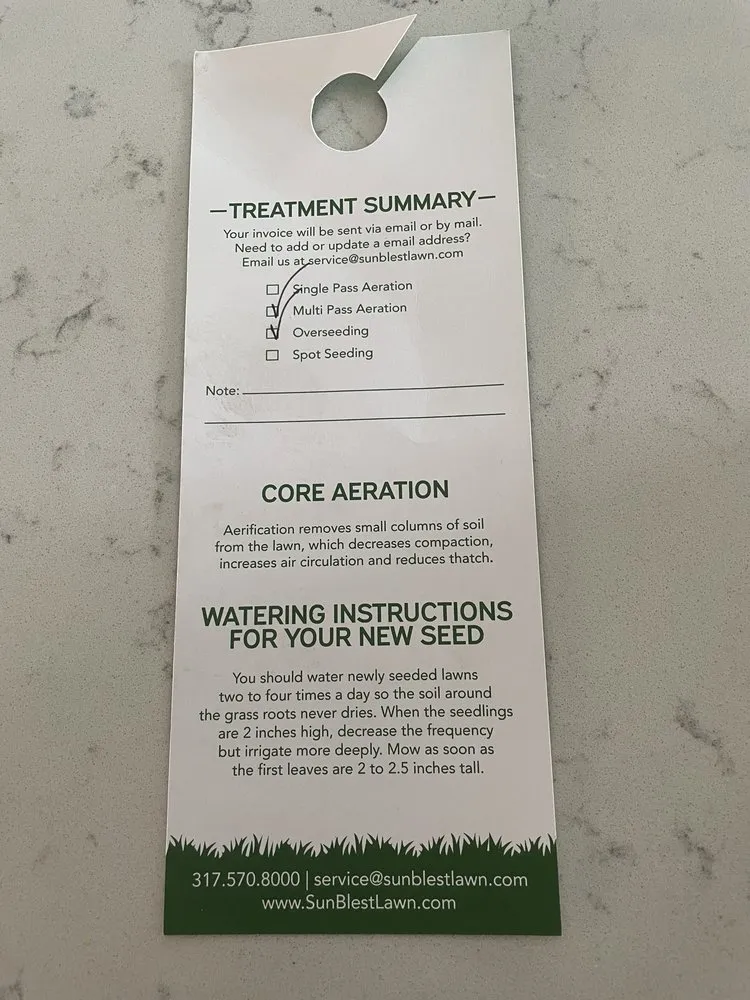 TREATMENT SUMMARY
Your invoice will be sent via email or by mail.
Need to add or update a email address?
Email us at service@sunblestlawn.com
Single Pass Aeration
Multi Pass Aeration
Overseeding
Spot Seeding
Note:
CORE AERATION
Aerification removes small columns of soil
from the lawn, which decreases compaction,
increases air circulation and reduces thatch.
WATERING INSTRUCTIONS
FOR YOUR NEW SEED
You should water newly seeded lawns
two to four times a day so the soil around
the grass roots never dries. When the seedlings
are 2 inches high, decrease the frequency
but irrigate more deeply. Mow as soon as
the first leaves are 2 to 2.5 inches tall.
317.570.8000 | service@sunblestlawn.com
www.SunBlestLawn.com